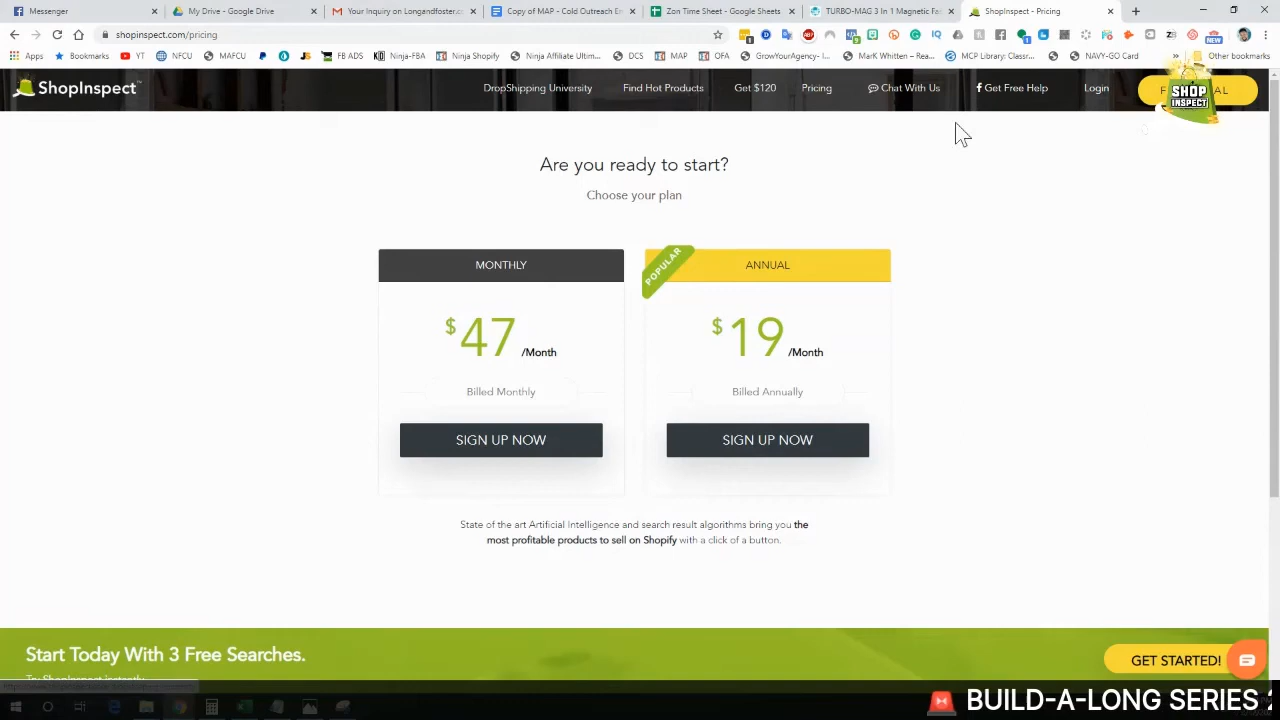 Messenger
My Drive - Google Drive
Your Inquiry on Longandfoster.c
Copy of MAP - Cold Outreach E
Zon Time Sheet - Google Sheets
TURBO-MAG 3 In 1 Magnetic Fa
ShopInspect - Pricing
shopinspect.com/pricing
Apps
Bookmarks
YT
NFCU
MAFCU
FB ADS
Ninja-FBA
Ninja Shopify
Ninja Affiliate Ultim...
DCS
MAP
OFA
GrowYourAgency- I...
MarK Whitten – Rea...
MCP Library: Classr...
NAVY-GO Card
Other bookmarks
ShopInspect
DropShipping University
Find Hot Products
Get $120
Pricing
Chat With Us
Get Free Help
Login
SHOP
INSPECT
Are you ready to start?
Choose your plan
MONTHLY
$47 /Month
Billed Monthly
SIGN UP NOW
POPULAR
ANNUAL
$19 /Month
Billed Annually
SIGN UP NOW
State of the art Artificial Intelligence and search result algorithms bring you the
most profitable products to sell on Shopify with a click of a button.
Start Today With 3 Free Searches.
GET STARTED!
Try ShopInspect instantly
BUILD-A-LONG SERIES